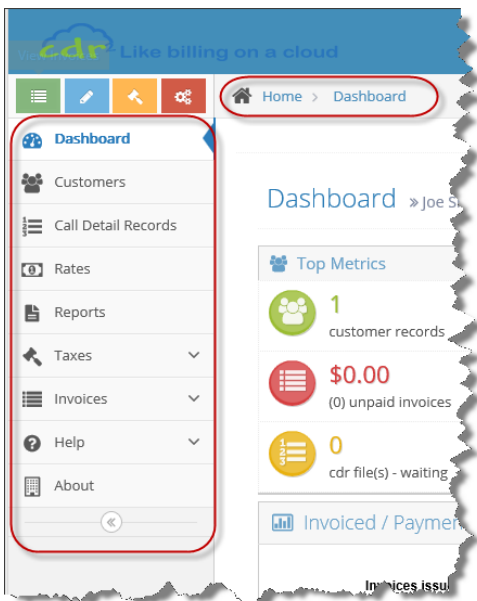 cdr Like billing on a cloud
Home > Dashboard
Dashboard
Customers
Call Detail Records
Rates
Reports
Taxes
Invoices
Help
About
Dashboard » Joe S
Top Metrics
1
customer records
$0.00
(0) unpaid invoices
0
cdr file(s) - waiting
Invoiced / Paymen
Invoices issu